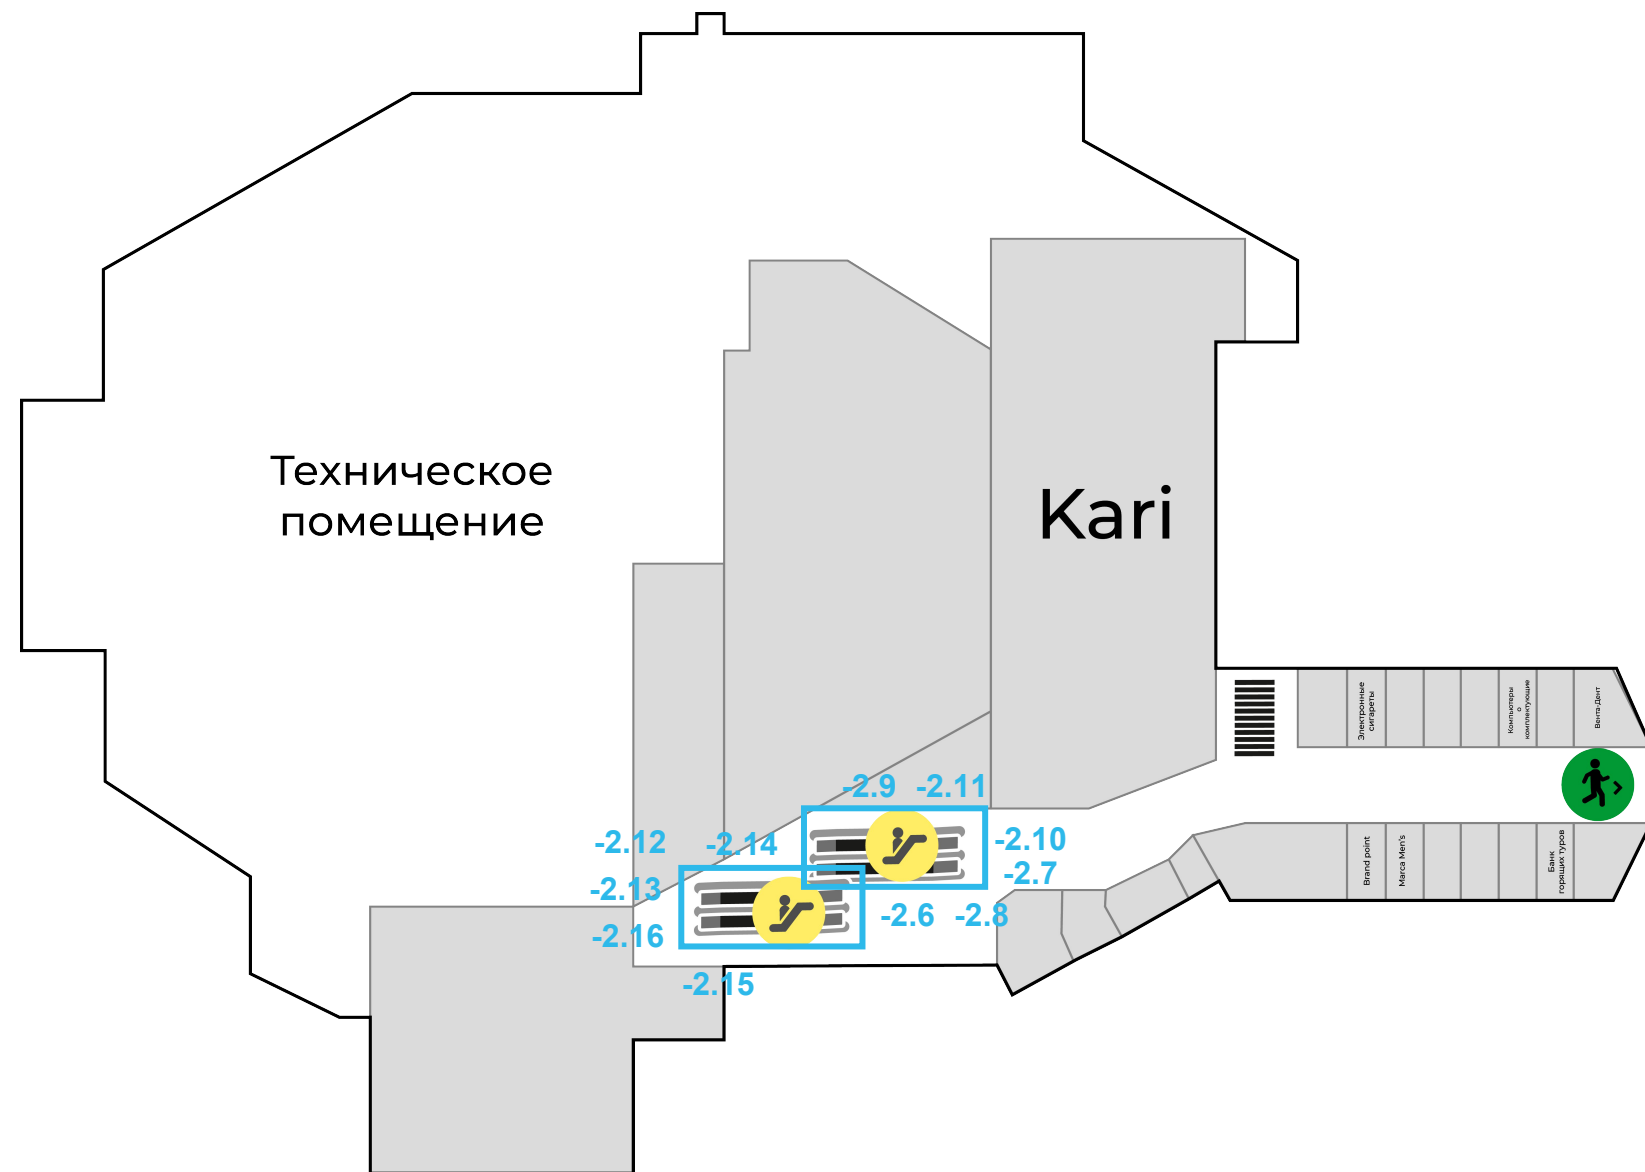 Техническое
помещение
Kari
Электронные
сигареты
Компьютеры
о
комплектующие
Вента-Дент
-2.9
-2.11
-2.12
-2.14
-2.10
-2.7
-2.13
-2.6
-2.8
-2.16
-2.15
Brand point
Marca Men's
Банк
горящих туров